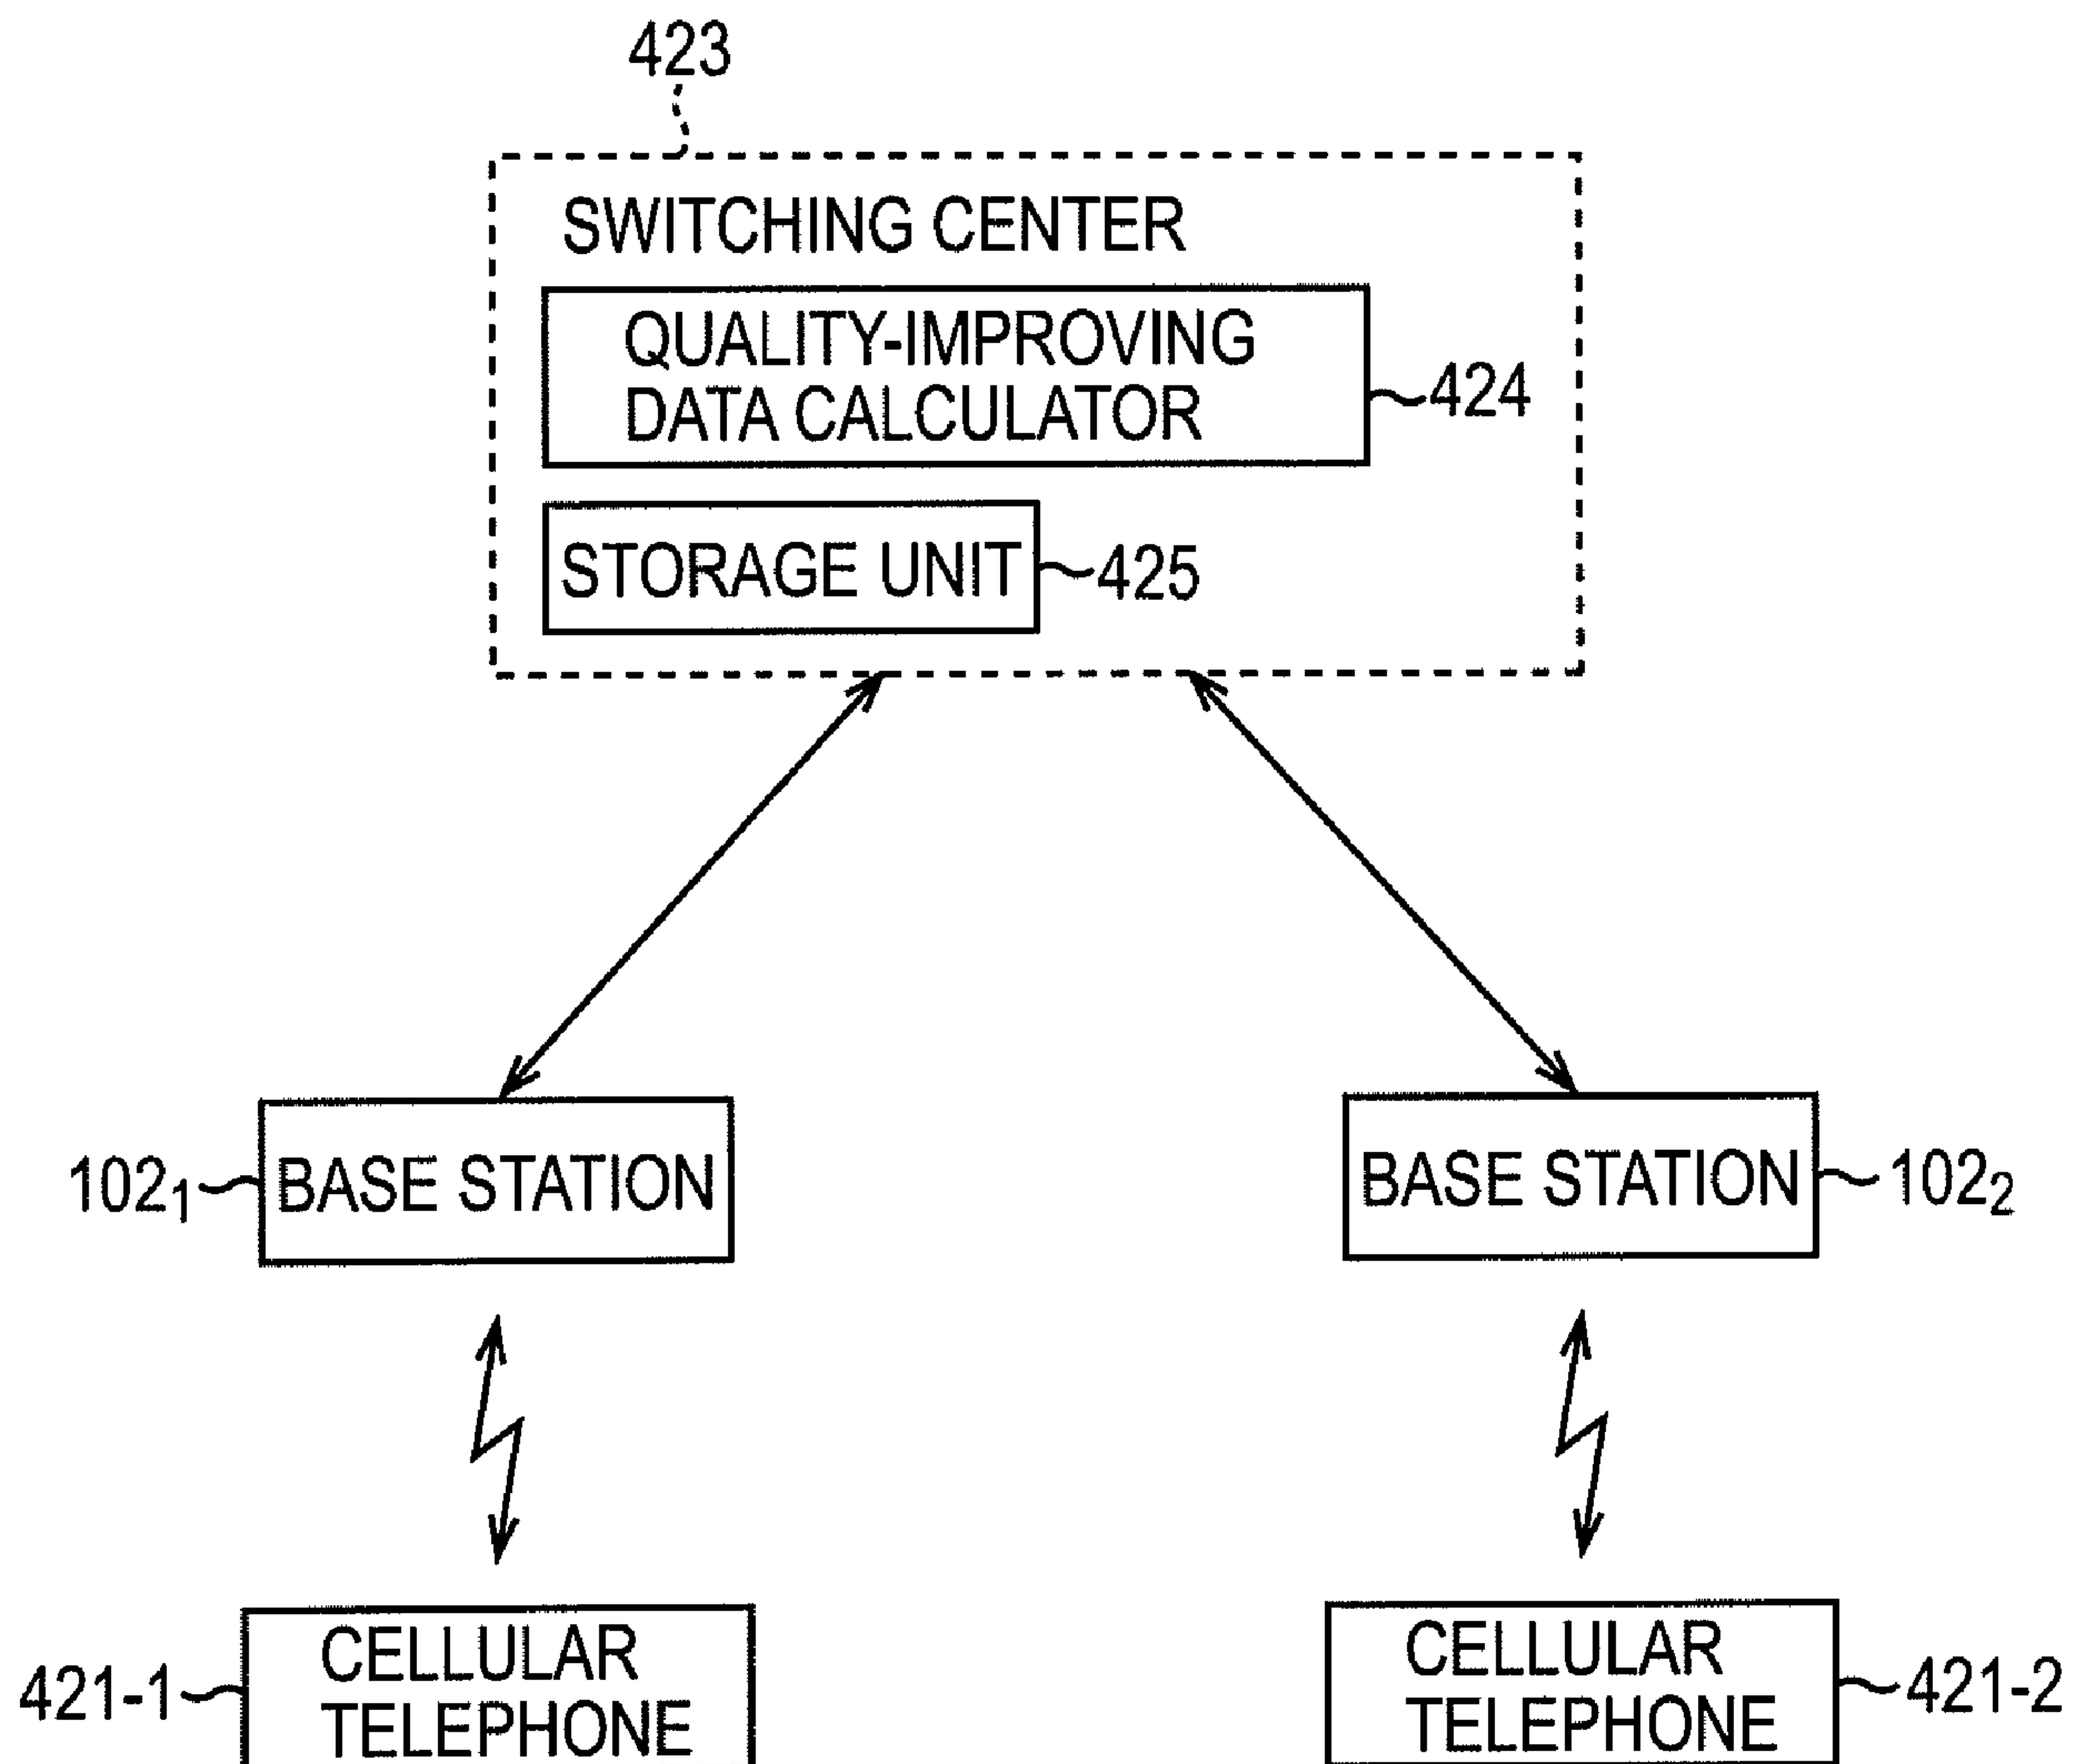 423
SWITCHING CENTER
QUALITY-IMPROVING
DATA CALCULATOR
424
STORAGE UNIT
425
102₁
BASE STATION
BASE STATION
102₂
421-1
CELLULAR
TELEPHONE
CELLULAR
TELEPHONE
421-2